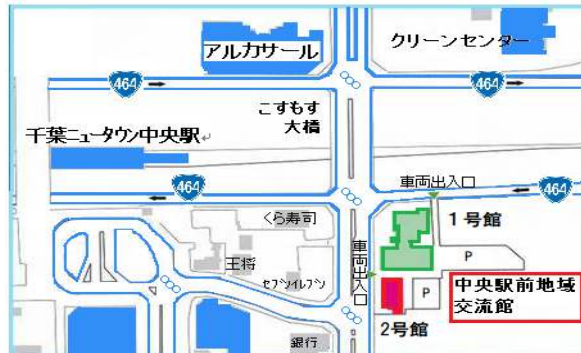 アルカサール
クリーンセンター
464
464
こすもす
大橋
千葉ニュータウン中央駅
車両出入口
464
464
くら寿司
1号館
車両出入口
王将
P
セブンイレブン
中央駅前地域
交流館
P
2号館
銀行